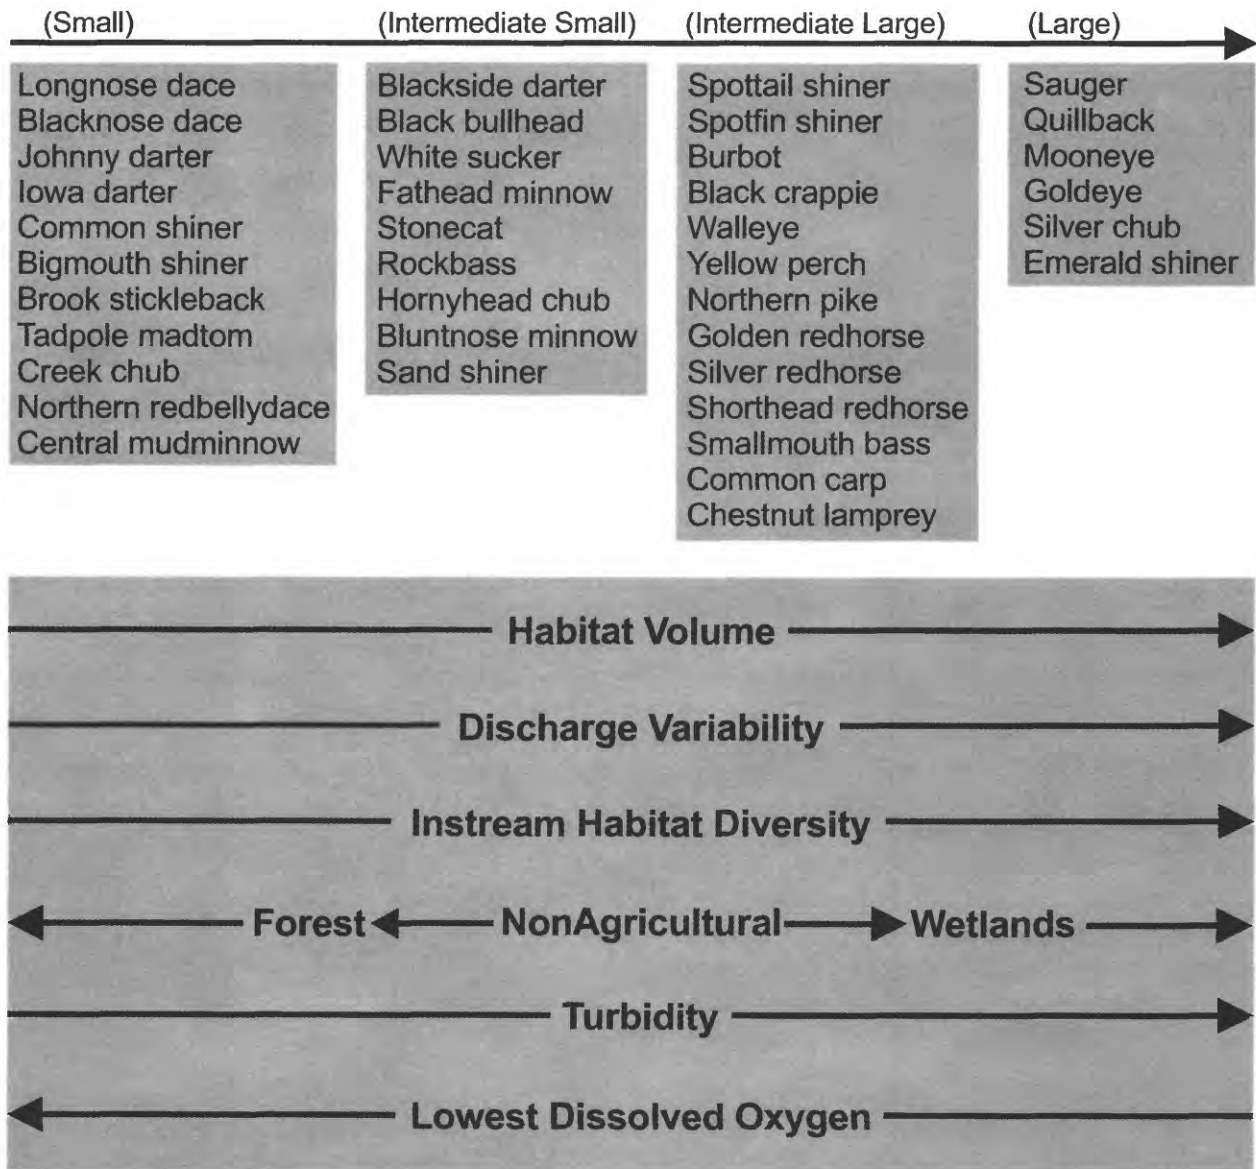 (Small) (Intermediate Small) (Intermediate Large) (Large)
Longnose dace
Blacknose dace
Johnny darter
Iowa darter
Common shiner
Bigmouth shiner
Brook stickleback
Tadpole madtom
Creek chub
Northern redbellydace
Central mudminnow
Blackside darter
Black bullhead
White sucker
Fathead minnow
Stonecat
Rockbass
Hornyhead chub
Bluntnose minnow
Sand shiner
Spottail shiner
Spotfin shiner
Burbot
Black crappie
Walleye
Yellow perch
Northern pike
Golden redhorse
Silver redhorse
Shorthead redhorse
Smallmouth bass
Common carp
Chestnut lamprey
Sauger
Quillback
Mooneye
Goldeye
Silver chub
Emerald shiner
Habitat Volume
Discharge Variability
Instream Habitat Diversity
Forest NonAgricultural Wetlands
Turbidity
Lowest Dissolved Oxygen